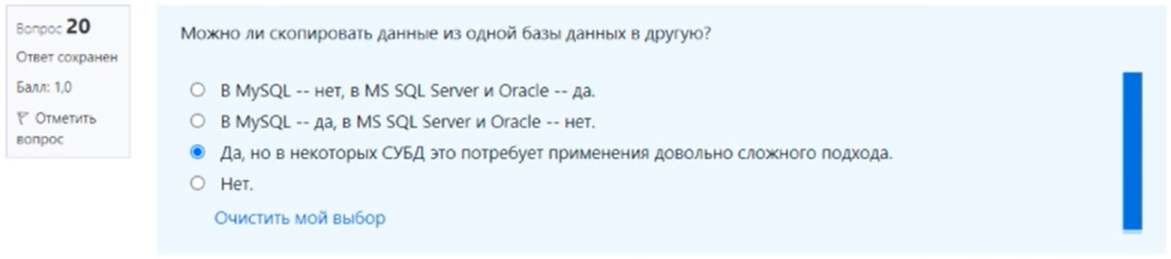 Вопрос 20
Ответ сохранен
Балл: 1,0
Отметить
вопрос
Можно ли скопировать данные из одной базы данных в другую?
В MySQL -- нет, в MS SQL Server и Oracle -- да.
В MySQL -- да, в MS SQL Server и Oracle -- нет.
Да, но в некоторых СУБД это потребует применения довольно сложного подхода.
Нет.
Очистить мой выбор